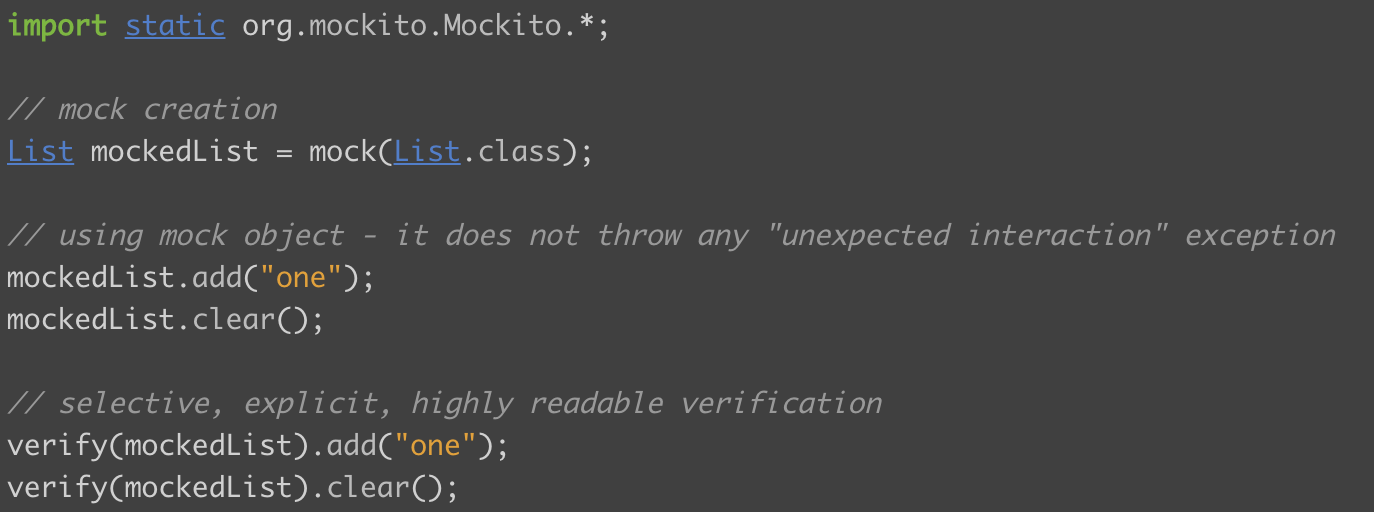 import static org.mockito.Mockito.*;
// mock creation
List mockedList = mock(List.class);
// using mock object - it does not throw any "unexpected interaction" exception
mockedList.add("one");
mockedList.clear();
// selective, explicit, highly readable verification
verify(mockedList).add("one");
verify(mockedList).clear();